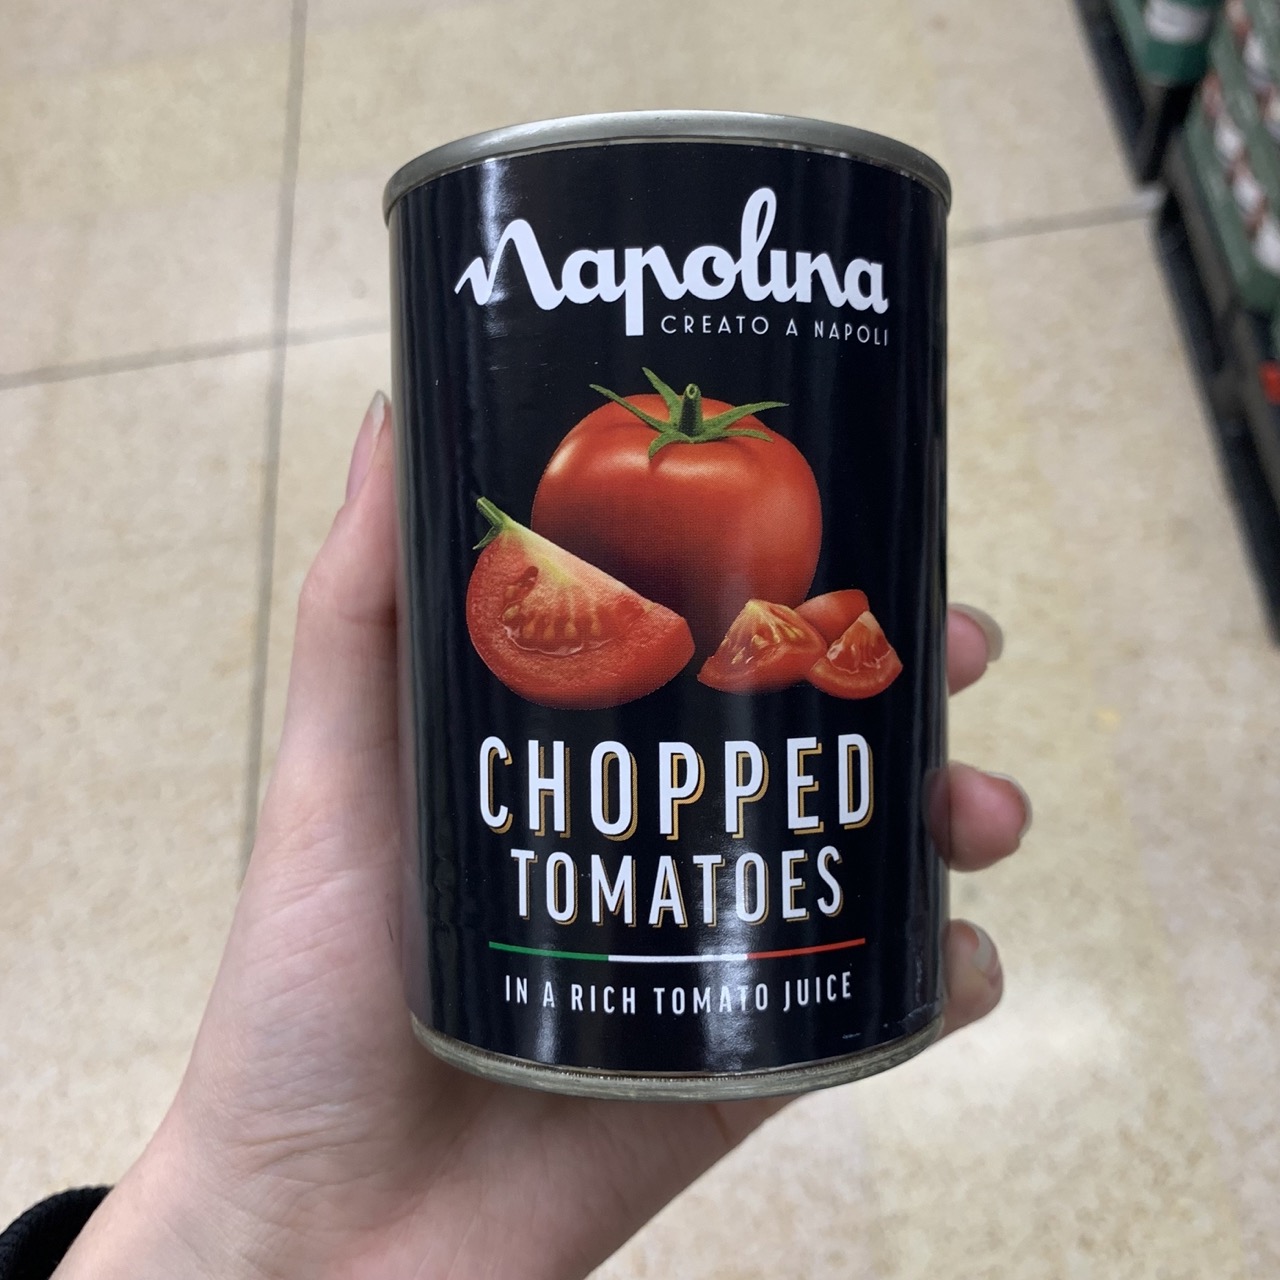 Napolina
CREATO A NAPOLI
CHOPPED
TOMATOES
IN A RICH TOMATO JUICE